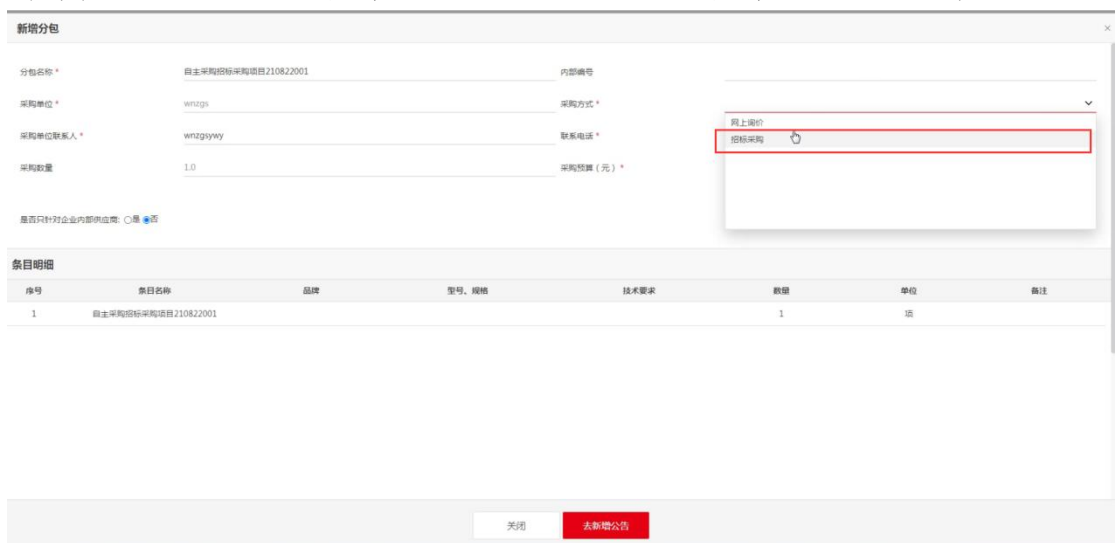 新增分包 ×
分包名称 * 自主采购招标采购项目210822001 内部编号
采购单位 * wnzgs 采购方式 *
网上询价
采购单位联系人 * wnzgsywy 联系电话 *
招标采购
采购数量 1.0 采购预算（元） *
是否只针对企业内部供应商: 是 否
条目明细
序号 条目名称 品牌 型号、规格 技术要求 数量 单位 备注
1 自主采购招标采购项目210822001 1 项
关闭 去新增公告